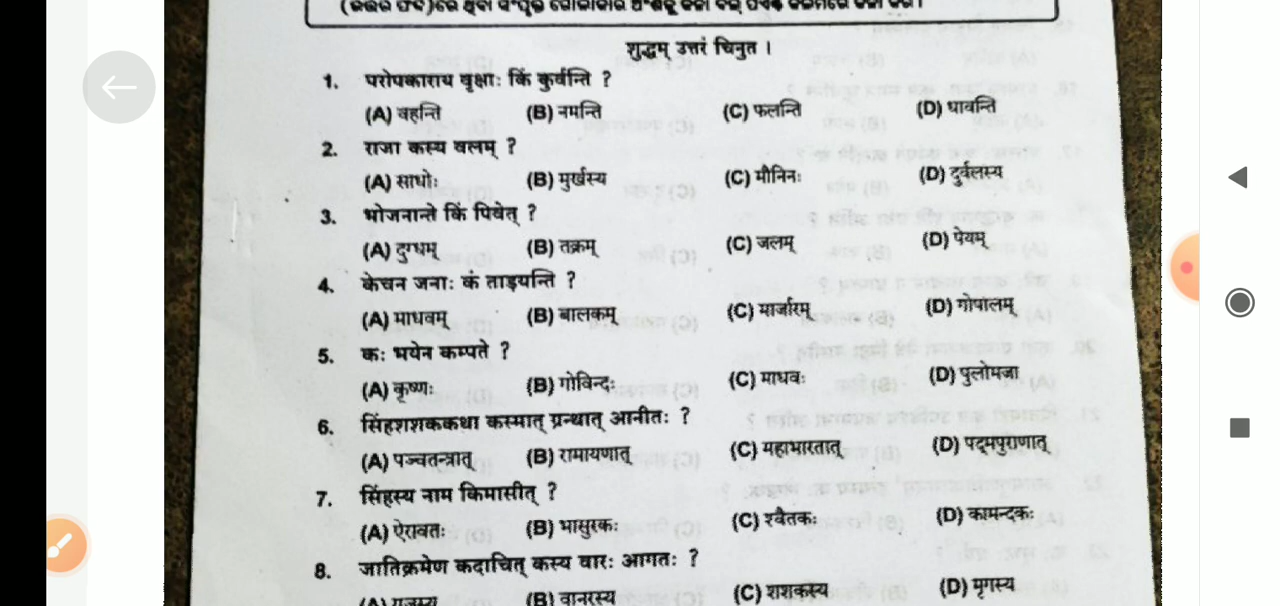 शुद्धम् उत्तरं चिनुत ।
1. परोपकाराय वृक्षाः किं कुर्वन्ति ?
(A) वहन्ति (B) नमन्ति (C) फलन्ति (D) धावन्ति
2. राजा कस्य वलम् ?
(A) साधोः (B) मुर्खस्य (C) मौनिनः (D) दुर्वलस्य
3. भोजनान्ते किं पिवेत् ?
(A) दुग्धम् (B) तक्रम् (C) जलम् (D) पेयम्
4. केचन जनाः कं ताड़यन्ति ?
(A) माधवम् (B) बालकम् (C) मार्जारम् (D) गोपालम्
5. कः भयेन कम्पते ?
(A) कृष्णः (B) गोविन्दः (C) माधवः (D) पुलोमजा
6. सिंहशशककथा कस्मात् ग्रन्थात् आनीतः ?
(A) पञ्चतन्त्रात् (B) रामायणात् (C) महाभारतात् (D) पद्मपुराणात्
7. सिंहस्य नाम किमासीत् ?
(A) ऐरावतः (B) भासुरकः (C) श्वैतकः (D) कामन्दकः
8. जातिक्रमेण कदाचित् कस्य वारः आगतः ?
(A) गजस्य (B) वानरस्य (C) शशकस्य (D) मृगस्य